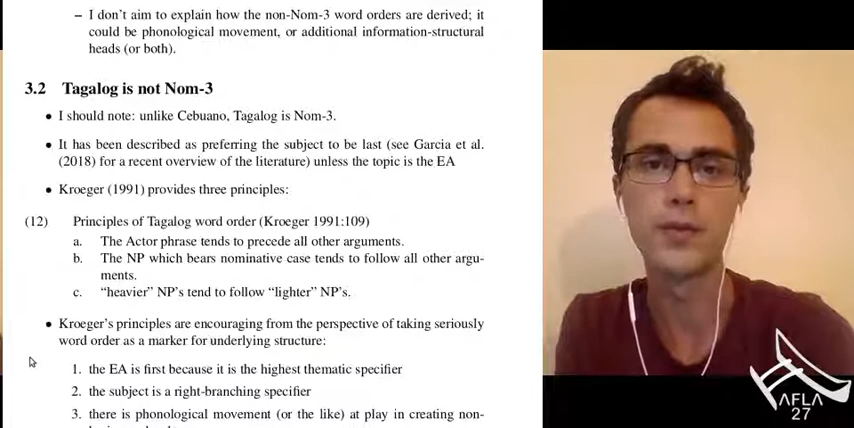 – I don't aim to explain how the non-Nom-3 word orders are derived; it
could be phonological movement, or additional information-structural
heads (or both).
3.2 Tagalog is not Nom-3
• I should note: unlike Cebuano, Tagalog is Nom-3.
• It has been described as preferring the subject to be last (see Garcia et al.
(2018) for a recent overview of the literature) unless the topic is the EA
• Kroeger (1991) provides three principles:
(12) Principles of Tagalog word order (Kroeger 1991:109)
a. The Actor phrase tends to precede all other arguments.
b. The NP which bears nominative case tends to follow all other argu-
ments.
c. "heavier" NP's tend to follow "lighter" NP's.
• Kroeger's principles are encouraging from the perspective of taking seriously
word order as a marker for underlying structure:
1. the EA is first because it is the highest thematic specifier
2. the subject is a right-branching specifier
3. there is phonological movement (or the like) at play in creating non-
AFLA
27